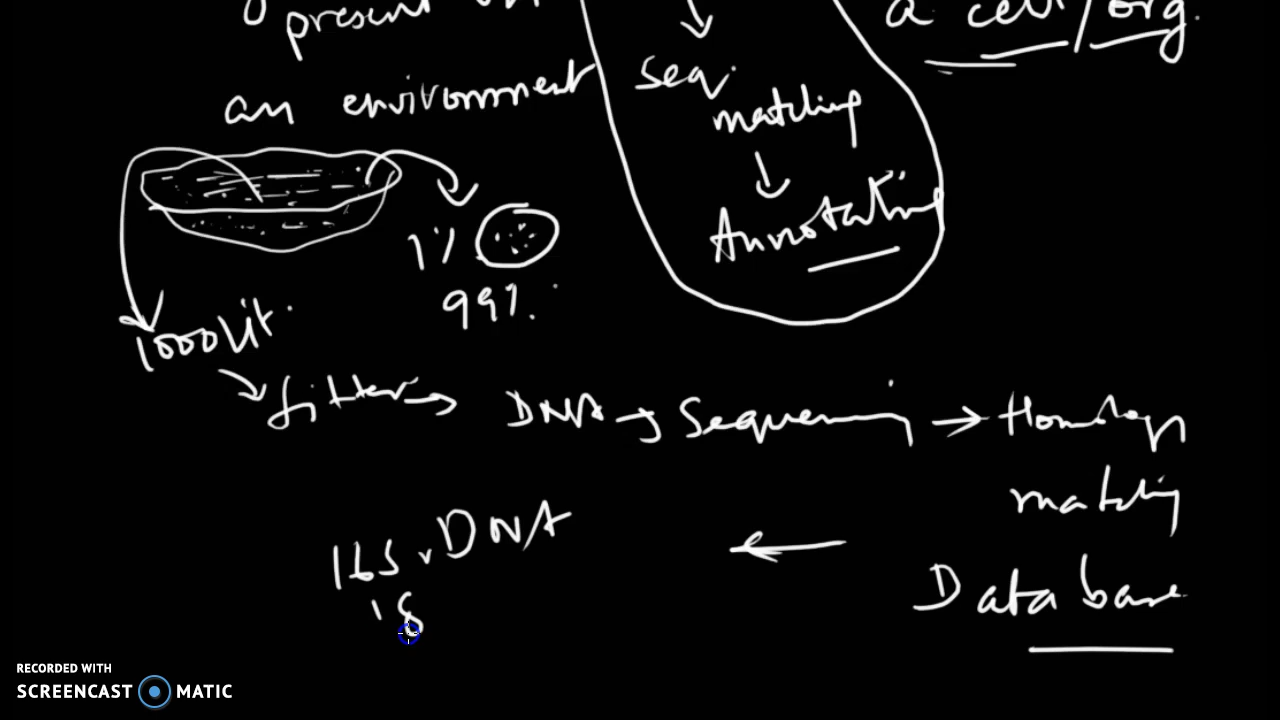 present
a cell/org.
an environment
seq.
matching
Annotating
1%
99%.
1000 lit.
filter → DNA → Sequencing → Homology
matching
Database
16S rDNA
18
RECORDED WITH
SCREENCAST MATIC